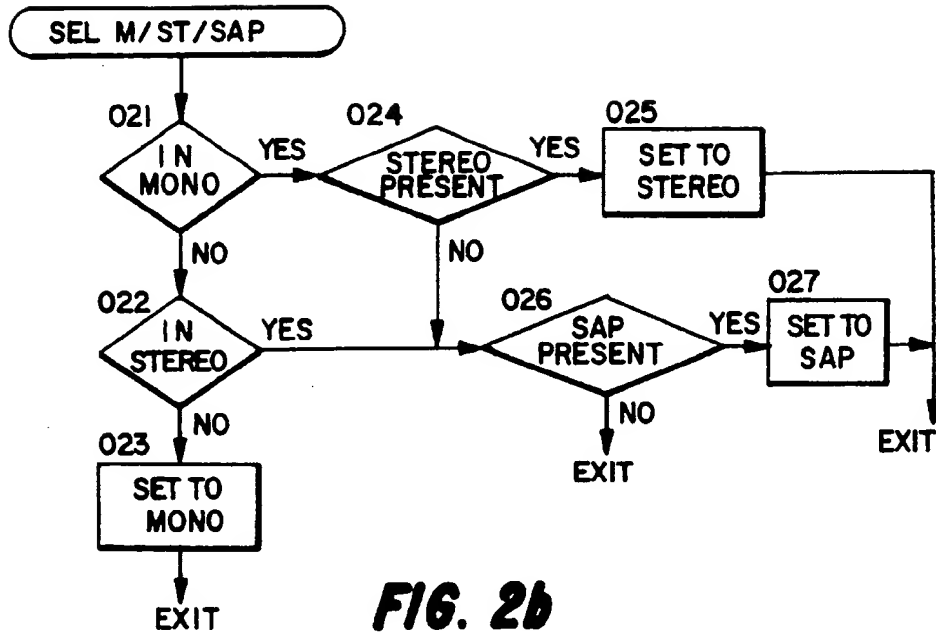 SEL M/ST/SAP
021
IN
MONO
YES
NO
024
STEREO
PRESENT
YES
NO
025
SET TO
STEREO
022
IN
STEREO
YES
NO
026
SAP
PRESENT
YES
NO
EXIT
027
SET TO
SAP
EXIT
023
SET TO
MONO
EXIT
FIG. 2b